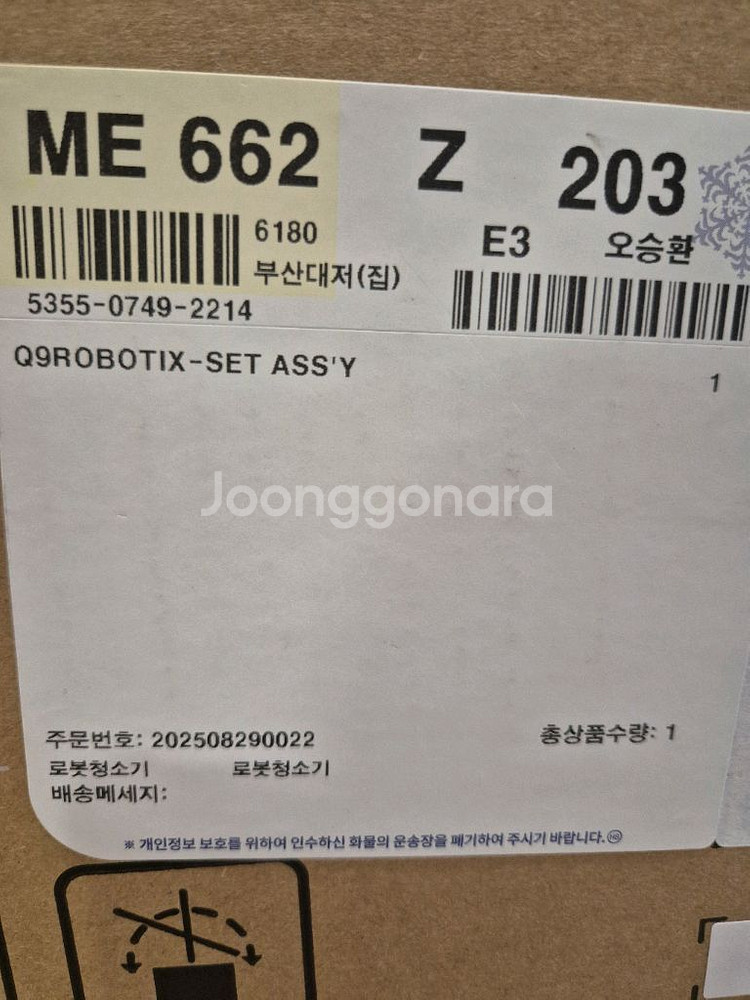 ME 662 Z 203
6180 E3 오승환
부산대저(집)
5355-0749-2214
Q9ROBOTIX-SET ASS'Y 1
Joonggonara
주문번호: 202508290022 총상품수량: 1
로봇청소기 로봇청소기
배송메세지:
※ 개인정보 보호를 위하여 인수하신 화물의 운송장을 폐기하여 주시기 바랍니다.